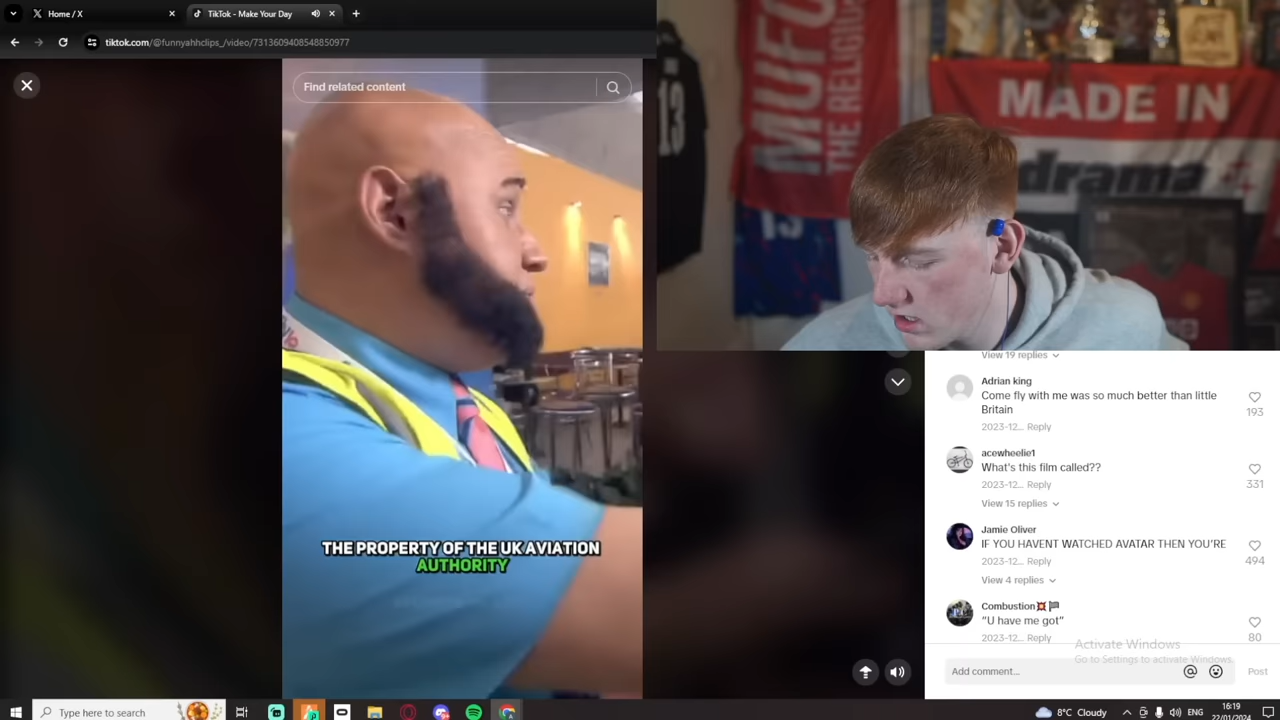 Home / X
TikTok - Make Your Day
tiktok.com/@funnyahhclips_/video/7313609408548850977
Find related content
THE PROPERTY OF THE UK AVIATION
AUTHORITY
13
MUFC
THE RELIGION
MADE IN
drama
13
View 19 replies
Adrian king
Come fly with me was so much better than little
Britain
193
2023-12... Reply
acewheelie1
What's this film called??
331
2023-12... Reply
View 15 replies
Jamie Oliver
IF YOU HAVENT WATCHED AVATAR THEN YOU'RE
494
2023-12... Reply
View 4 replies
Combustion
"U have me got"
80
2023-12... Reply
Activate Windows
Go to Settings to activate Windows.
Add comment...
Post
Type here to search
8°C Cloudy
ENG
16:19
22/01/2024